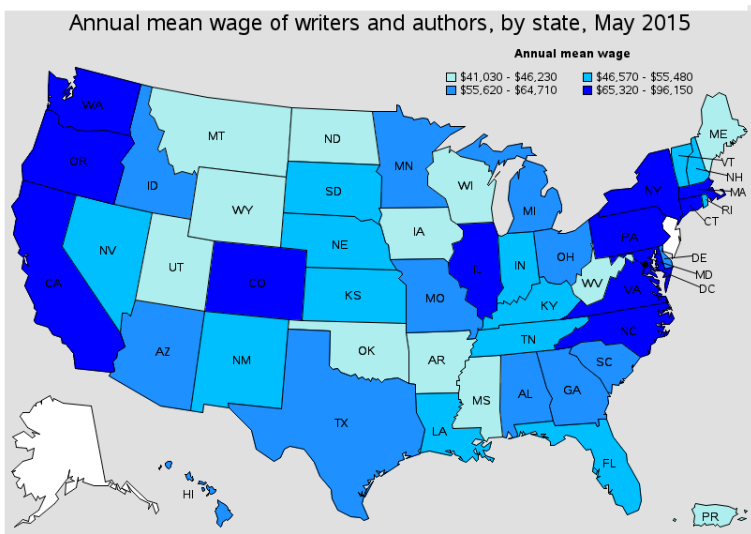 Annual mean wage of writers and authors, by state, May 2015
Annual mean wage
$41,030 - $46,230
$46,570 - $55,480
$55,620 - $64,710
$65,320 - $96,150
WA
MT
ND
ME
OR
MN
VT
ID
SD
WI
NH
WY
MI
NY
MA
RI
CT
IA
NV
NE
PA
UT
IL
IN
OH
DE
CA
CO
WV
MD
KS
MO
VA
DC
KY
NC
TN
AZ
NM
OK
AR
SC
MS
AL
GA
TX
LA
FL
HI
PR